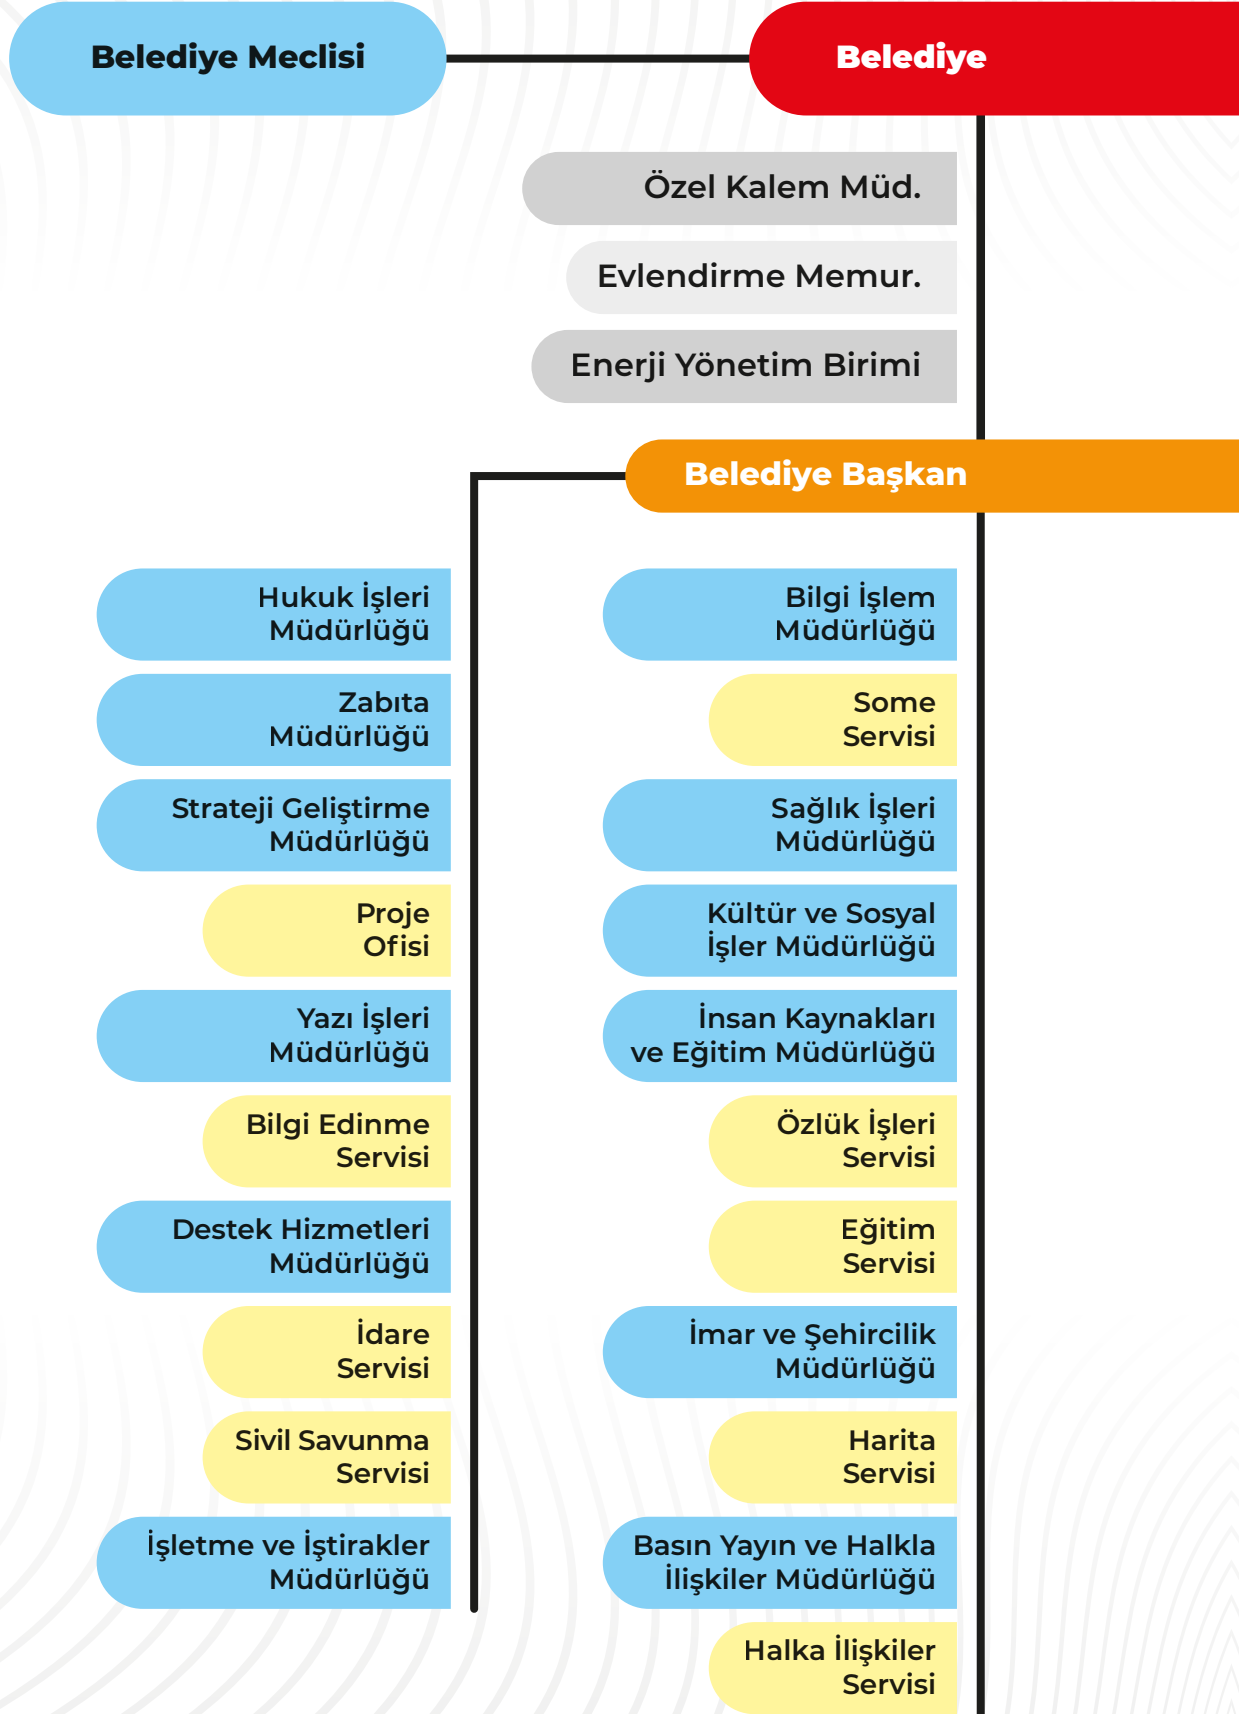 Belediye Meclisi
Belediye
Özel Kalem Müd.
Evlendirme Memur.
Enerji Yönetim Birimi
Belediye Başkan
Hukuk İşleri
Müdürlüğü
Zabıta
Müdürlüğü
Strateji Geliştirme
Müdürlüğü
Proje
Ofisi
Yazı İşleri
Müdürlüğü
Bilgi Edinme
Servisi
Destek Hizmetleri
Müdürlüğü
İdare
Servisi
Sivil Savunma
Servisi
İşletme ve İştirakler
Müdürlüğü
Bilgi İşlem
Müdürlüğü
Some
Servisi
Sağlık İşleri
Müdürlüğü
Kültür ve Sosyal
İşler Müdürlüğü
İnsan Kaynakları
ve Eğitim Müdürlüğü
Özlük İşleri
Servisi
Eğitim
Servisi
İmar ve Şehircilik
Müdürlüğü
Harita
Servisi
Basın Yayın ve Halkla
İlişkiler Müdürlüğü
Halka İlişkiler
Servisi